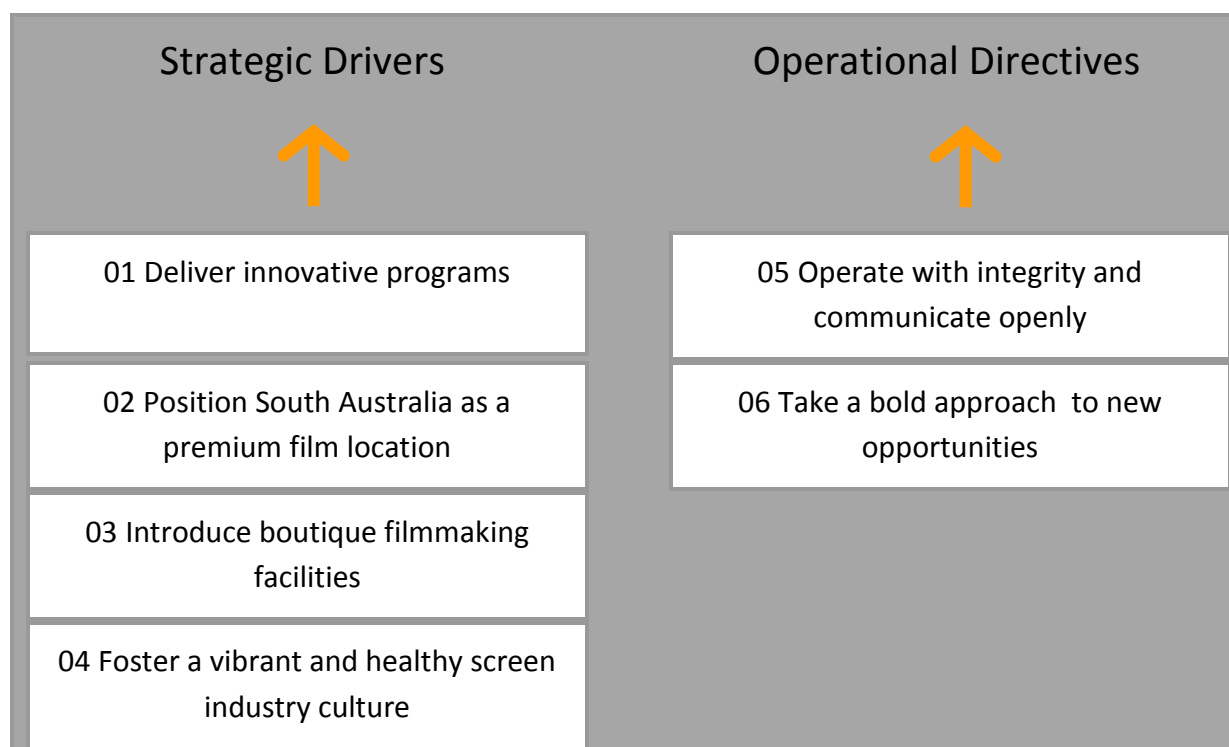 Strategic Drivers
01 Deliver innovative programs
02 Position South Australia as a
premium film location
03 Introduce boutique filmmaking
facilities
04 Foster a vibrant and healthy screen
industry culture
Operational Directives
05 Operate with integrity and
communicate openly
06 Take a bold approach  to new
opportunities